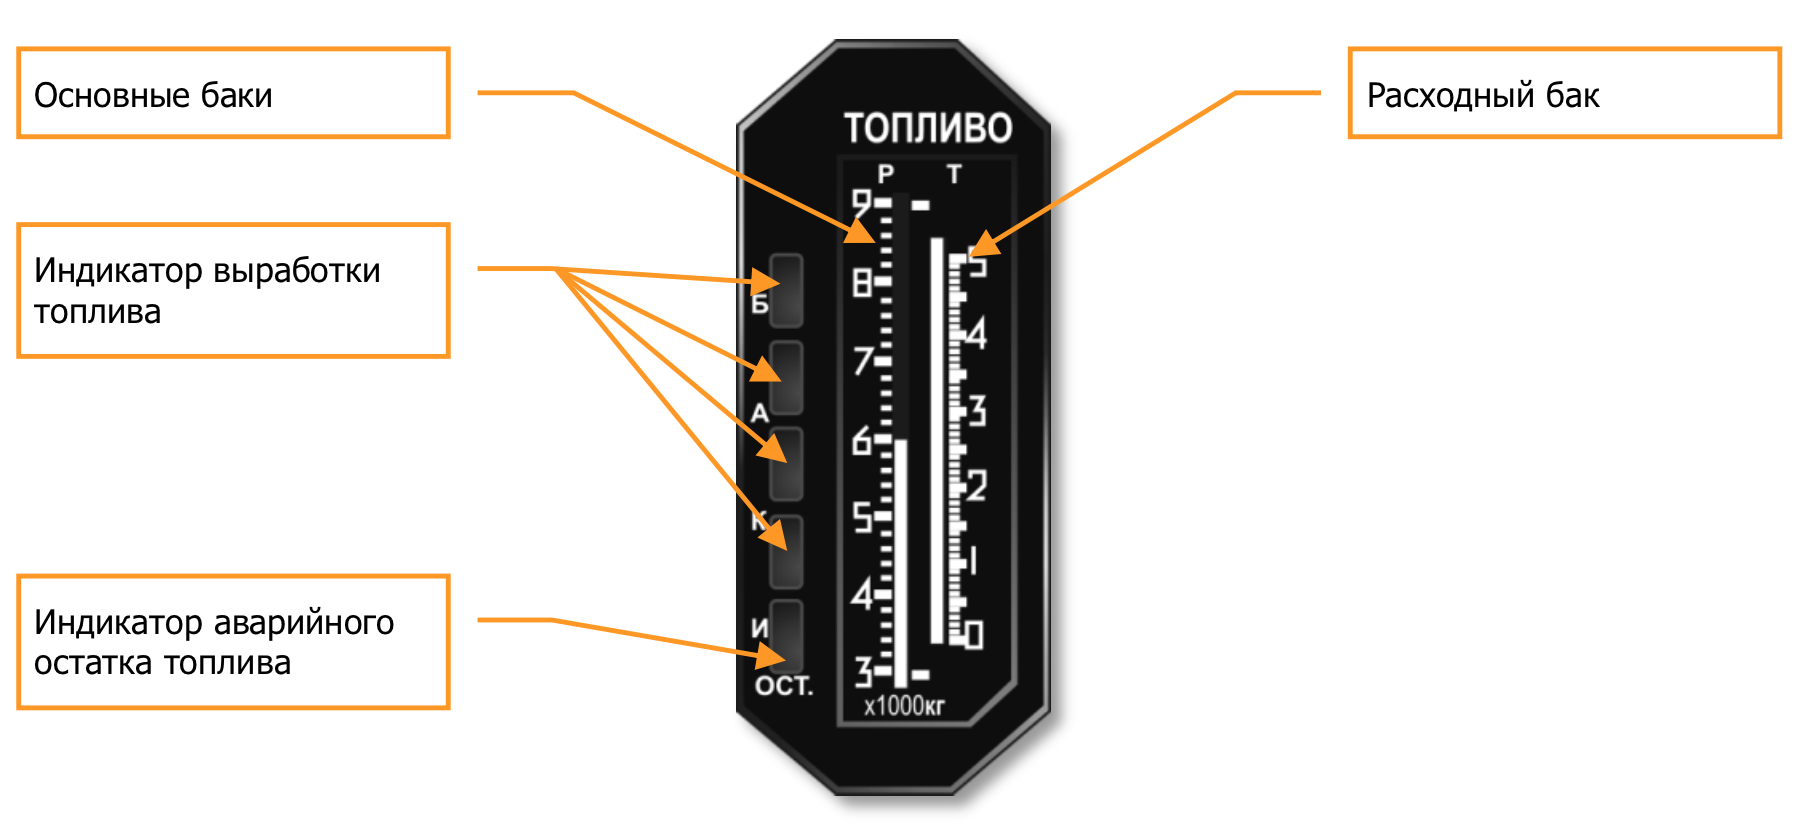 Основные баки
Индикатор выработки
топлива
Индикатор аварийного
остатка топлива
ТОПЛИВО
Р Т
9
8
7
6
5
4
3
5
4
3
2
1
0
Б
А
К
И
ОСТ.
х1000кг
Расходный бак